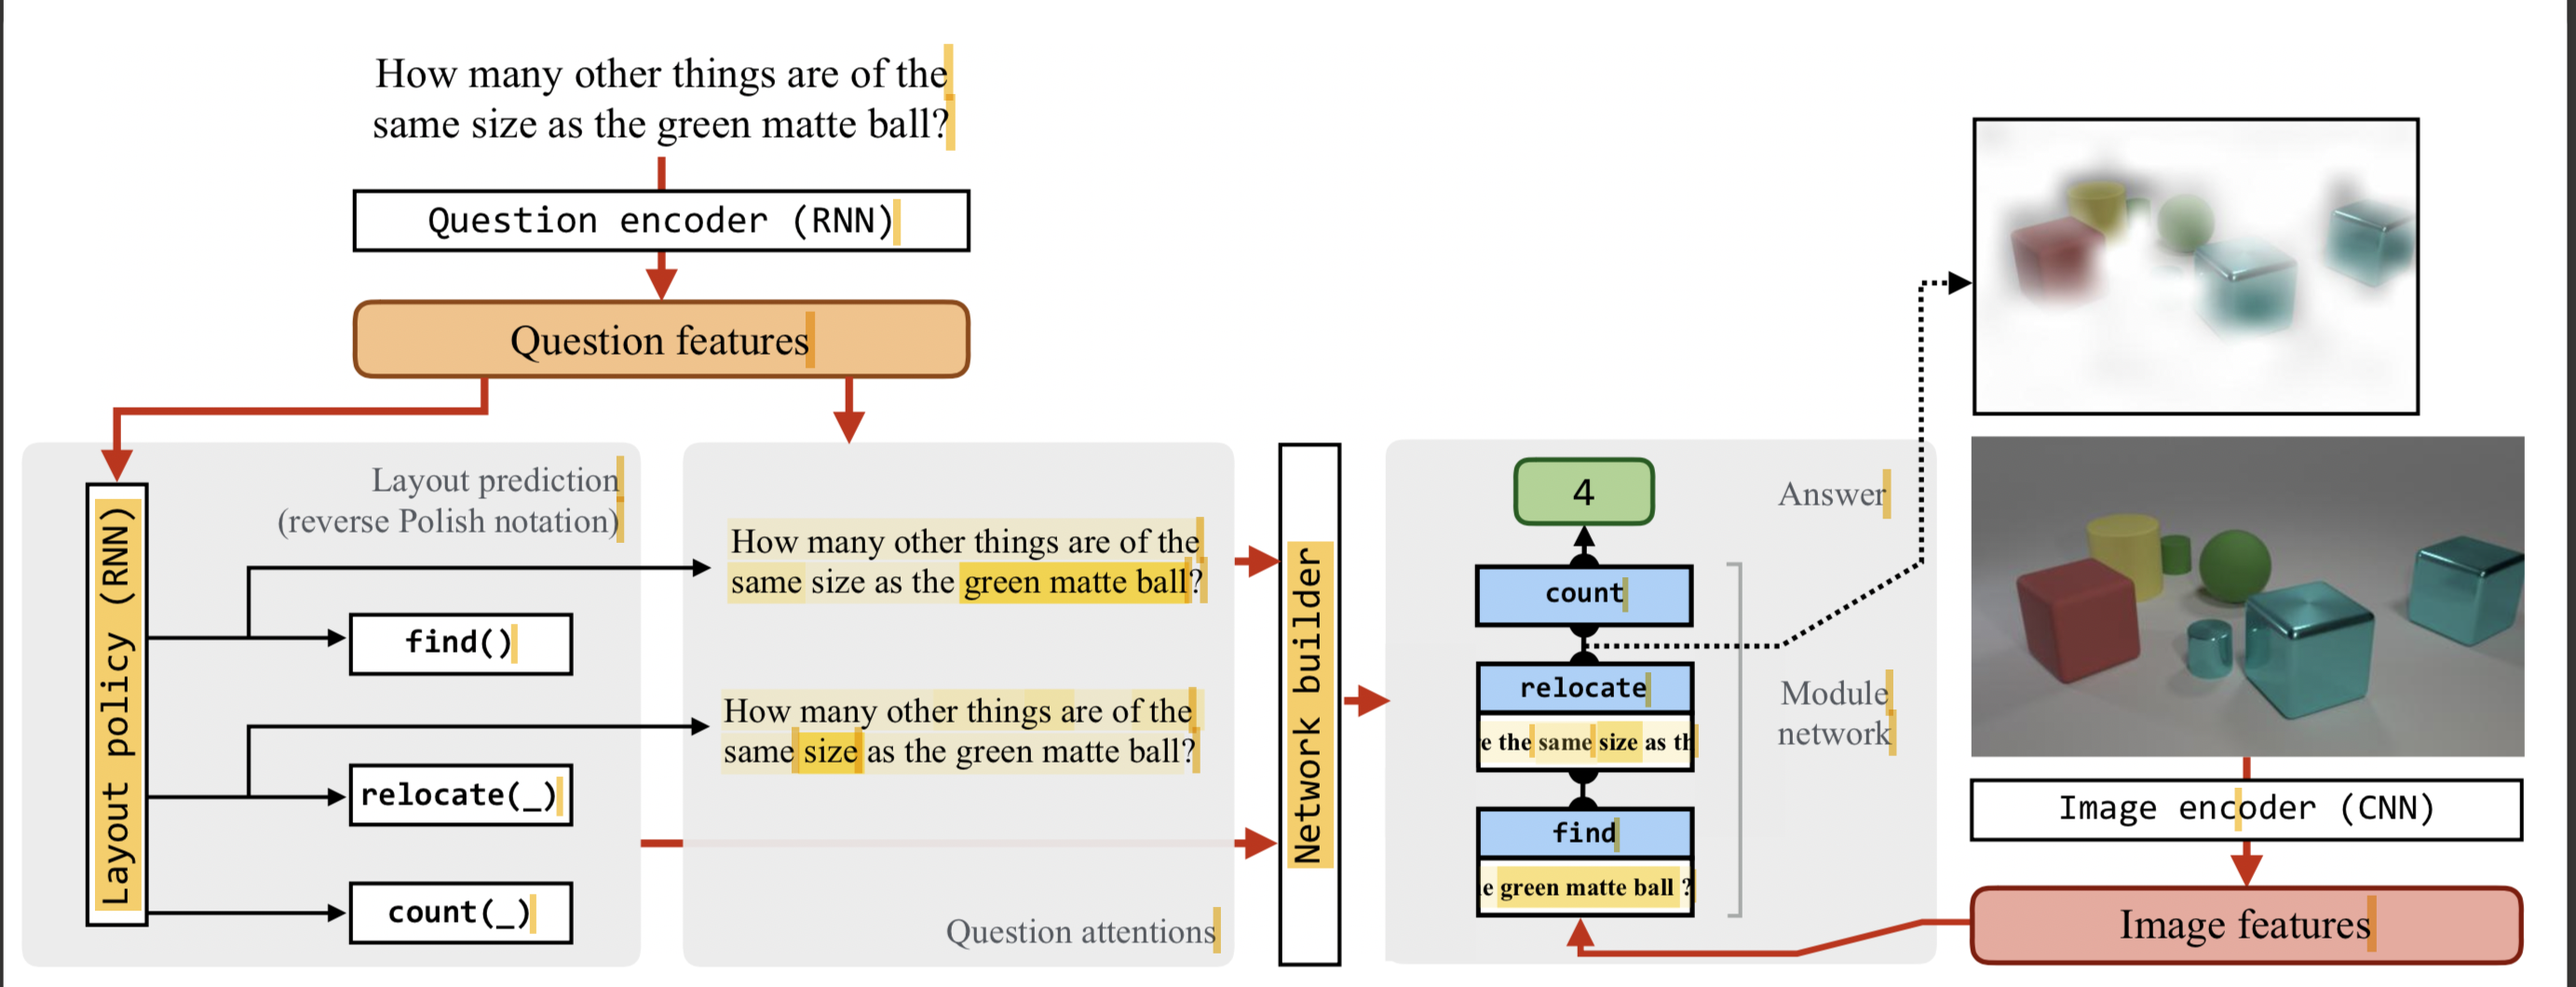 How many other things are of the
same size as the green matte ball?
Question encoder (RNN)
Question features
Layout policy (RNN)
Layout prediction
(reverse Polish notation)
find()
relocate(_)
count(_)
How many other things are of the
same size as the green matte ball?
How many other things are of the
same size as the green matte ball?
Question attentions
Network builder
4
Answer
count
relocate
e the same size as th
find
e green matte ball ?
Module
network
Image encoder (CNN)
Image features